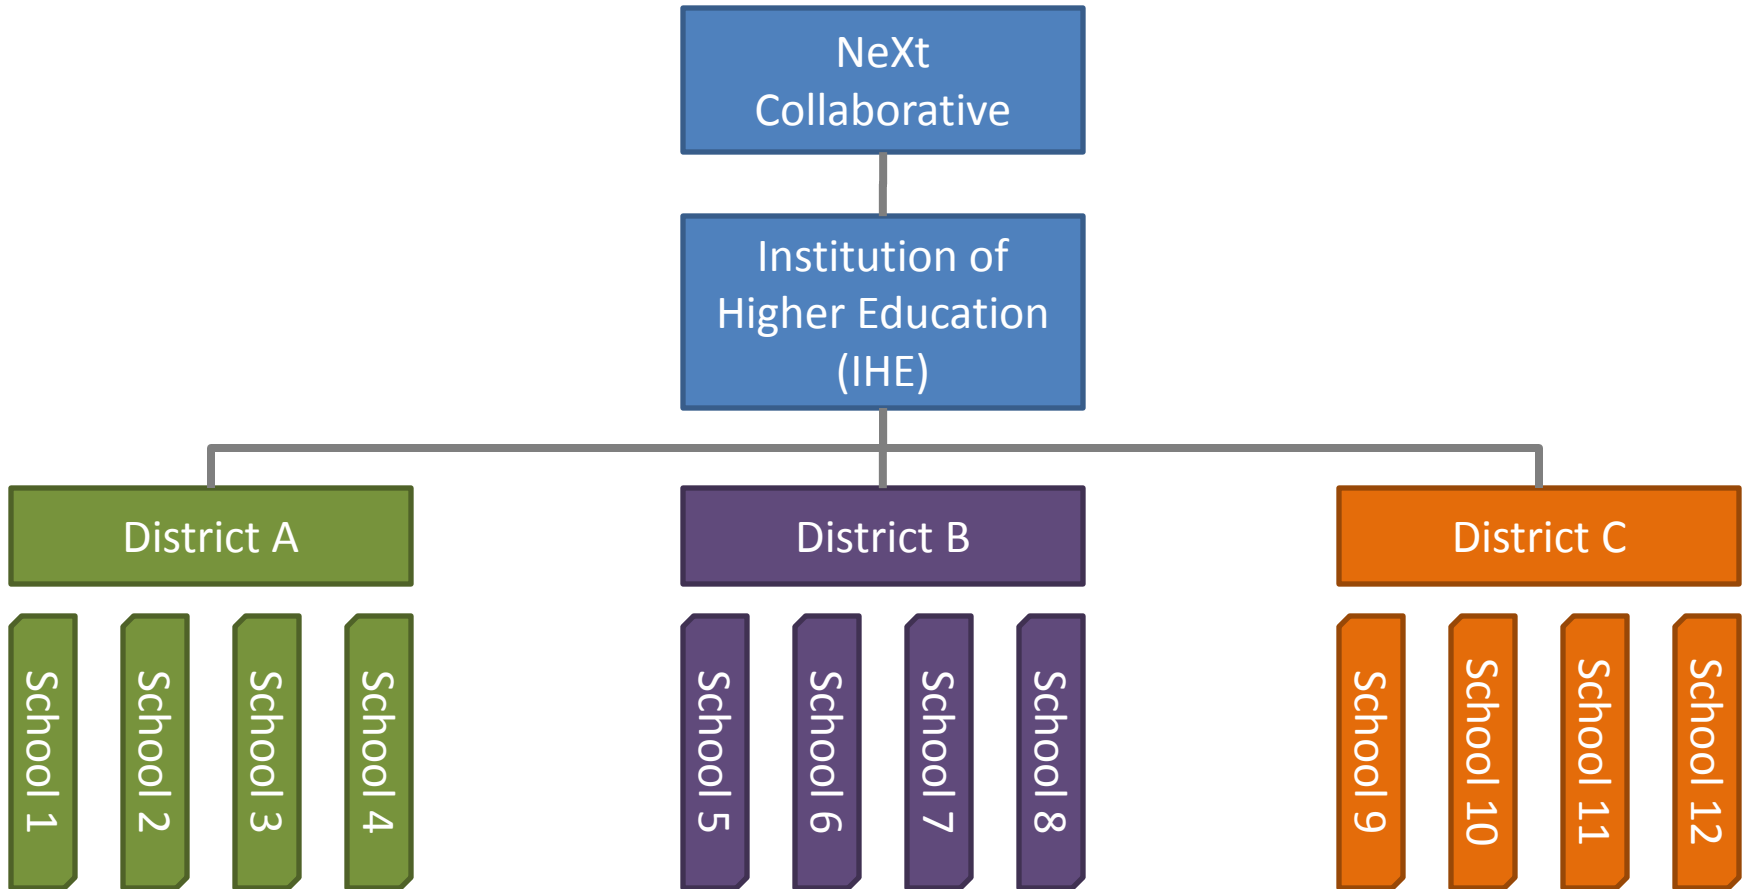 NeXt
Collaborative
Institution of
Higher Education
(IHE)
District A
District B
District C
School 1
School 2
School 3
School 4
School 5
School 6
School 7
School 8
School 9
School 10
School 11
School 12